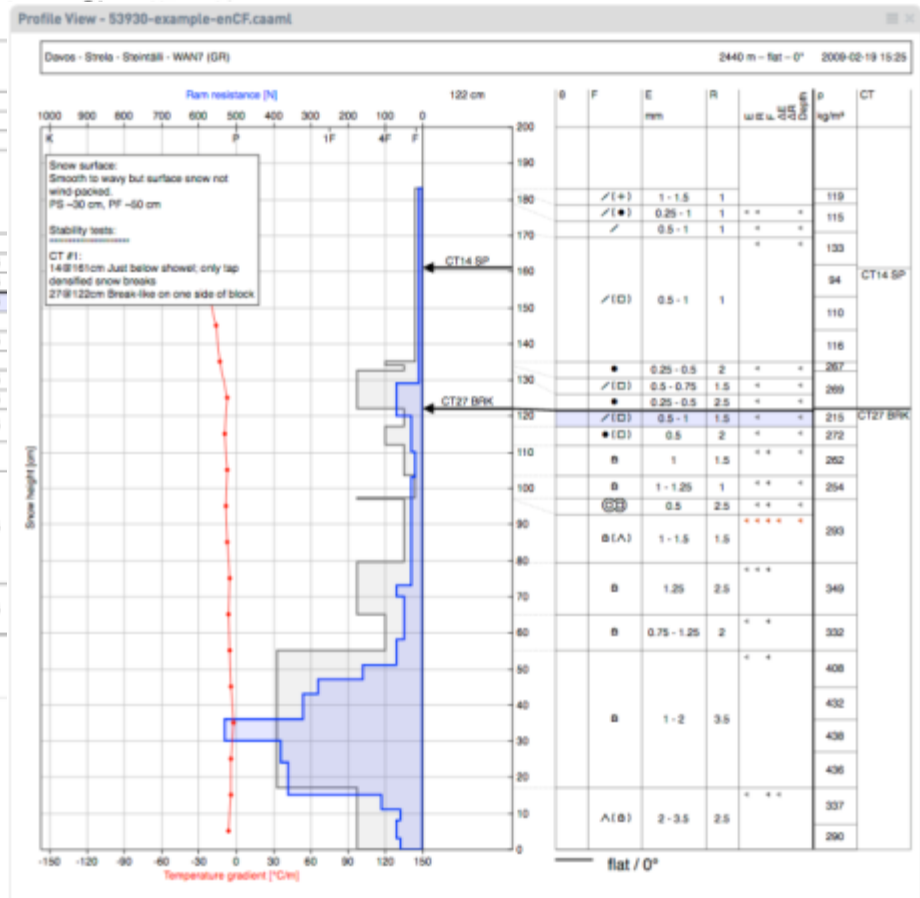 Profile View - 53930-example-enCF.caaml
Davos - Strela - Steintälli - WAN7 (GR) 2440 m – flat – 0° 2009-02-19 15:25
Ram resistance [N] 122 cm θ F E R E R F ΔE ΔR Depth ρ CT
mm kg/m³
1000 900 800 700 600 500 400 300 200 100 0
K P 1F 4F F 200
190
Snow surface:
Smooth to wavy but surface snow not
wind-packed.
PS ~30 cm, PF ~60 cm
Stability tests:
CT #1:
14@161cm Just below showel; only tap
densified snow breaks
27@122cm Break-like on one side of block
180 / (+) 1 - 1.5 1 119
/ (●) 0.25 - 1 1 115
170 / 0.5 - 1 1
133
160 CT14 SP 94 CT14 SP
150 / (□) 0.5 - 1 1 110
140 116
267
130 ● 0.25 - 0.5 2
/ (□) 0.5 - 0.75 1.5 269
● 0.25 - 0.5 2.5
CT27 BRK CT27 BRK
120 / (□) 0.5 - 1 1.5 215
● (□) 0.5 2 272
110 1 1.5 262
100 1 - 1.25 1 254
0.5 2.5
90 (Λ) 1 - 1.5 1.5 293
80
70 1.25 2.5 349
60 0.75 - 1.25 2 332
50 408
40 432
1 - 2 3.5
30 438
20 436
10 Λ 2 - 3.5 2.5 337
290
0
Snow height [cm]
-150 -120 -90 -60 -30 0 30 60 90 120 150
Temperature gradient [°C/m]
flat / 0°